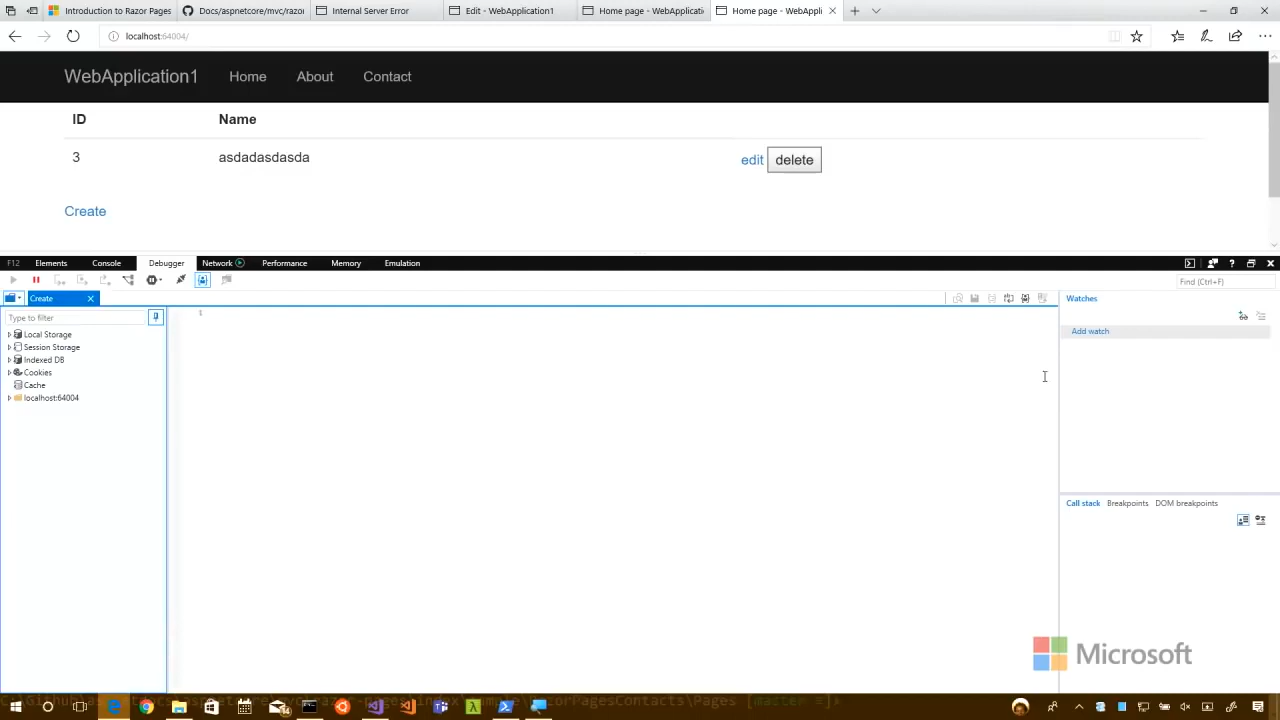 Introduction to Razor Pages
Docs/aspnetcore/mvc/razor
Internal Server Error
Edit - WebApplication1
Home page - WebApplicati
Home page - WebAppli
localhost:64004/
WebApplication1 Home About Contact
ID Name
3 asdadasdasda edit delete
Create
F12 Elements Console Debugger Network Performance Memory Emulation
Find (Ctrl+F)
Create
Watches
Type to filter
1
Add watch
Local Storage
Session Storage
Indexed DB
Cookies
Cache
localhost:64004
Call stack Breakpoints DOM breakpoints
Microsoft